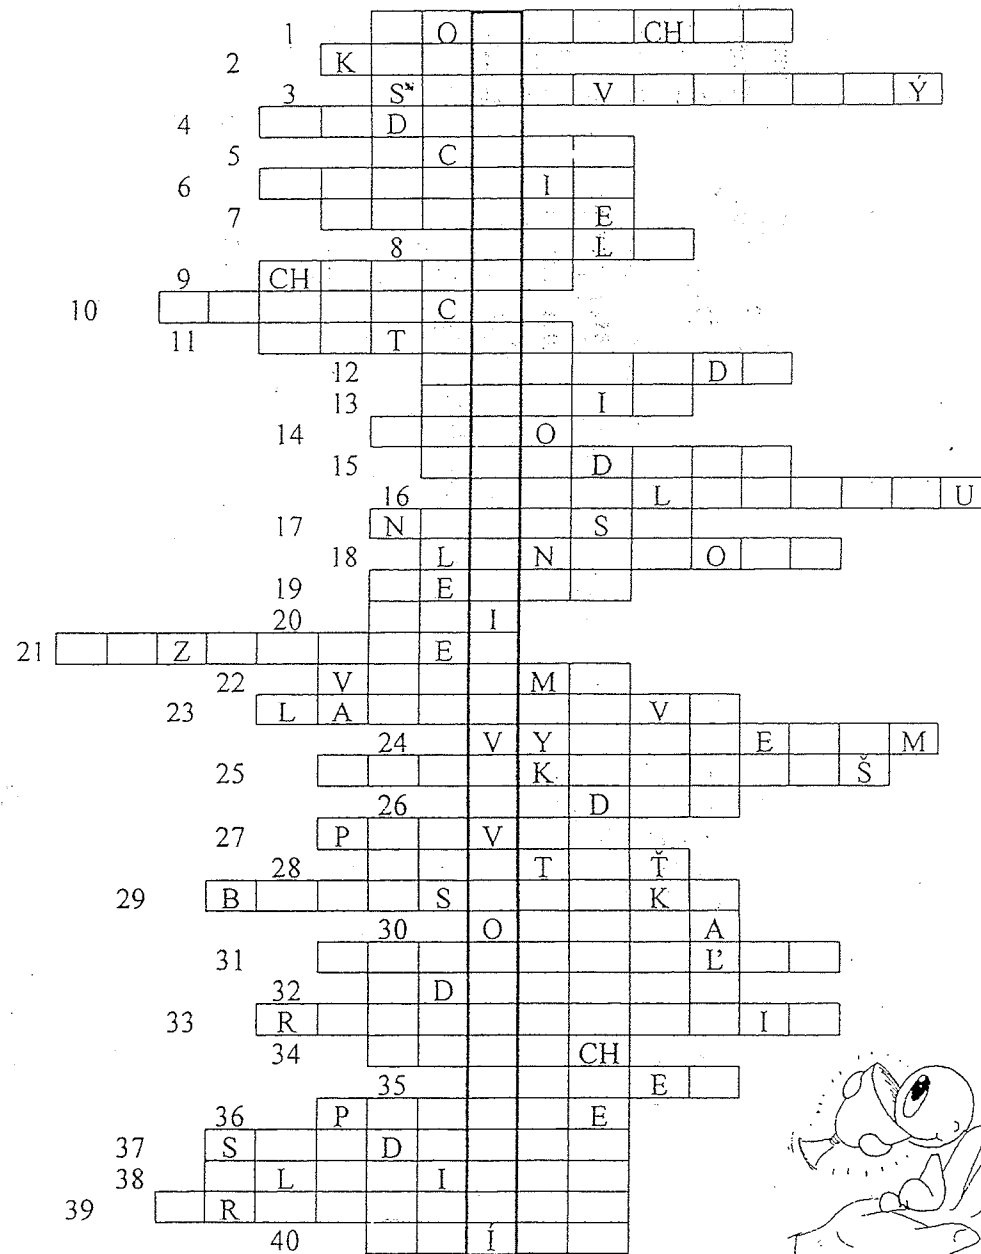 1 O CH
2 K
3 Š V Ý
4 D
5 C
6 I
7 E
8 L
9 CH
10 C
11 T
12 D
13 I
14 O
15 D
16 L U
17 N S
18 L N O
19 E
20 I
21 Z E
22 V M
23 L A V
24 V Y E M
25 K Š
26 D
27 P V
28 T Ť
29 B S K
30 O A
31 Ľ
32 D
33 R I
34 CH
35 E
36 P E
37 S D
38 L I
39 R
40 Í